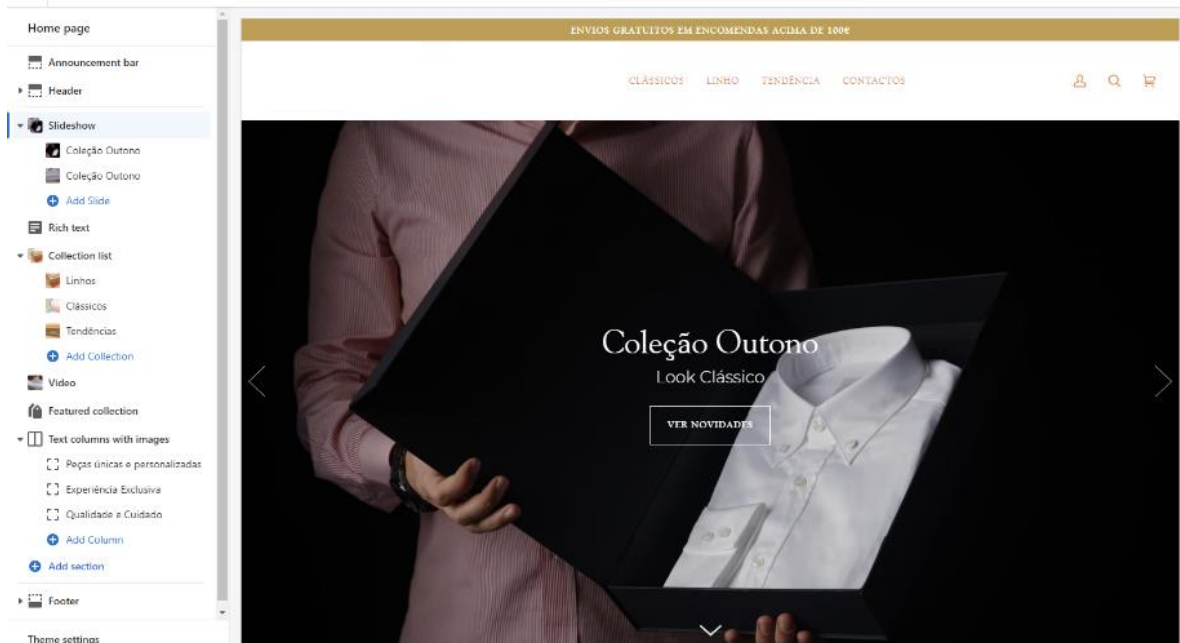 Home page
Announcement bar
Header
Slideshow
Coleção Outono
Coleção Outono
Add Slide
Rich text
Collection list
Linhos
Clássicos
Tendências
Add Collection
Video
Featured collection
Text columns with images
Peças únicas e personalizadas
Experiência Exclusiva
Qualidade e Cuidado
Add Column
Add section
Footer
Theme settings
ENVIOS GRATUITOS EM ENCOMENDAS ACIMA DE 100€
CLÁSSICOS LINHO TENDÊNCIA CONTACTOS
Coleção Outono
Look Clássico
VER NOVIDADES